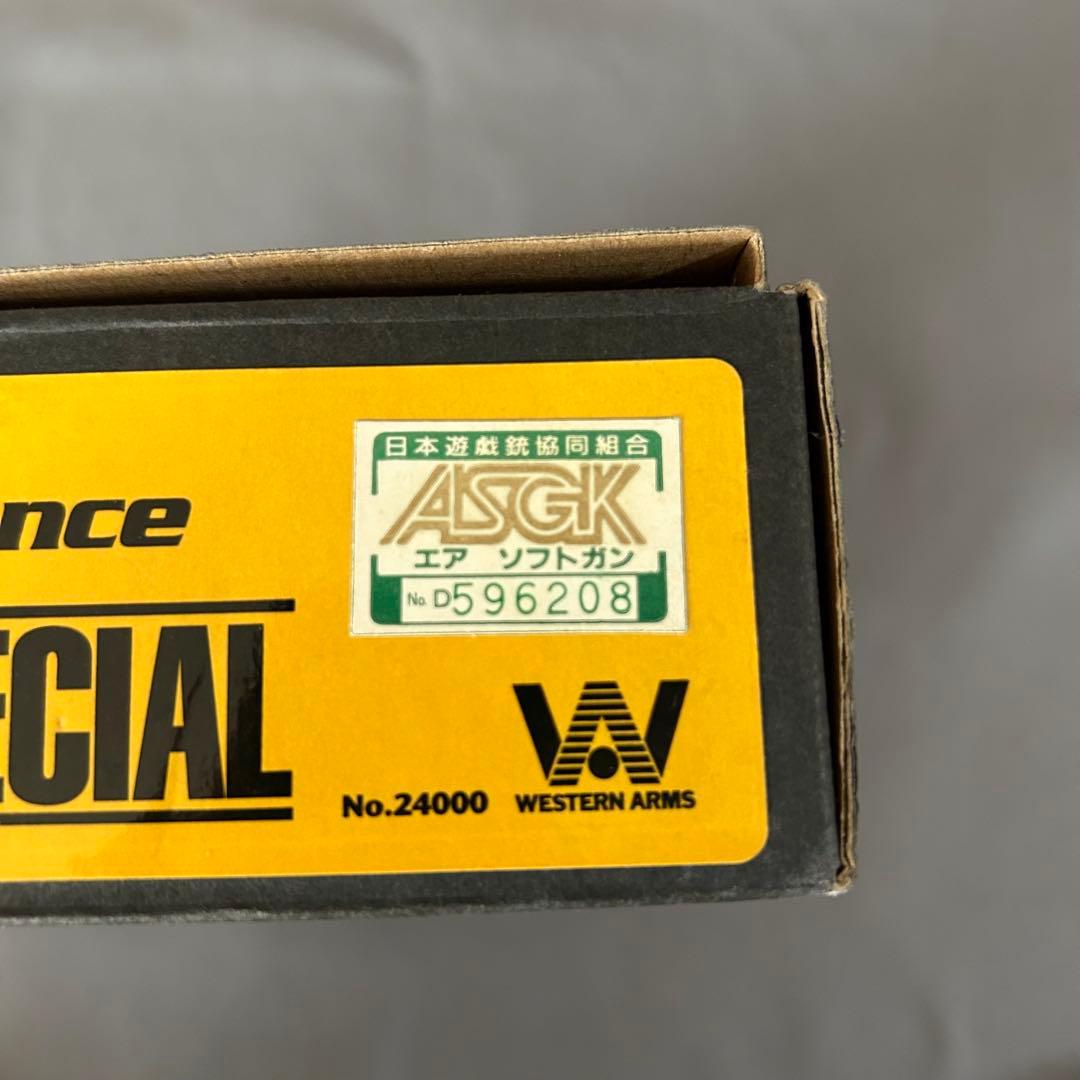 nce
ECIAL
日本遊戯銃協同組合
ASGK
エア ソフトガン
No. D596208
No.24000
WESTERN ARMS